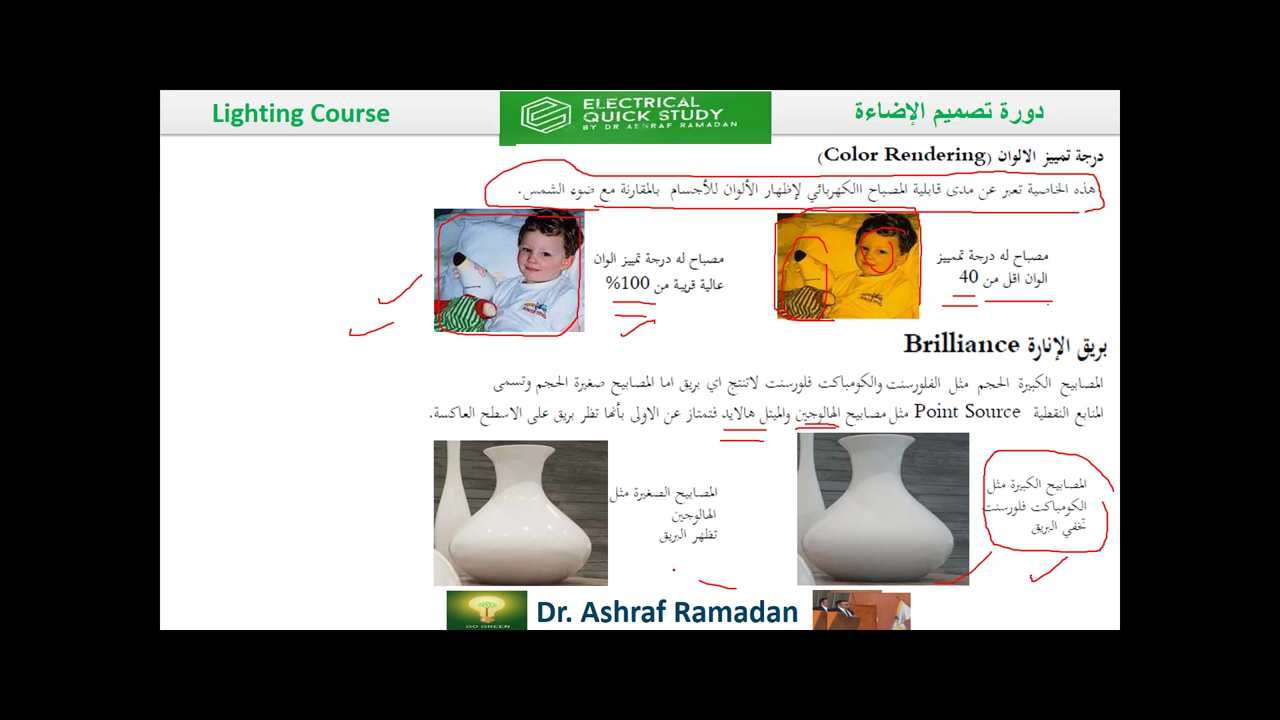 Lighting Course
ELECTRICAL
QUICK STUDY
BY DR ASHRAF RAMADAN
دورة تصميم الإضاءة
درجة تمييز الالوان (Color Rendering)
هذه الخاصية تعبر عن مدى قابلية المصباح االكهربائي لإظهار الألوان للأجسام بالمقارنة مع ضوء الشمس.
مصباح له درجة تمييز
الوان اقل من 40
مصباح له درجة تمييز الوان
عالية قريبة من 100%
بريق الإنارة Brilliance
المصابيح الكبيرة الحجم مثل الفلورسنت والكومباكت فلورسنت لاتنتج اي بريق اما المصابيح صغيرة الحجم وتسمى
المنابع النقطية Point Source مثل مصابيح الهالوجين والميتل هالايد فتمتاز عن الاولى بأنها تظر بريق على الاسطح العاكسة.
المصابيح الكبيرة مثل
الكومباكت فلورسنت
تخفي البريق
المصابيح الصغيرة مثل
الهالوجين
تظهر البريق
GO GREEN
Dr. Ashraf Ramadan